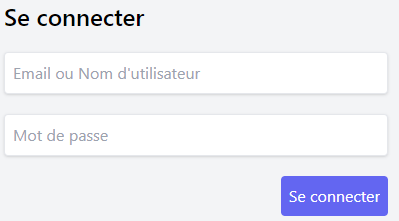 Se connecter
Email ou Nom d'utilisateur
Mot de passe
Se connecter